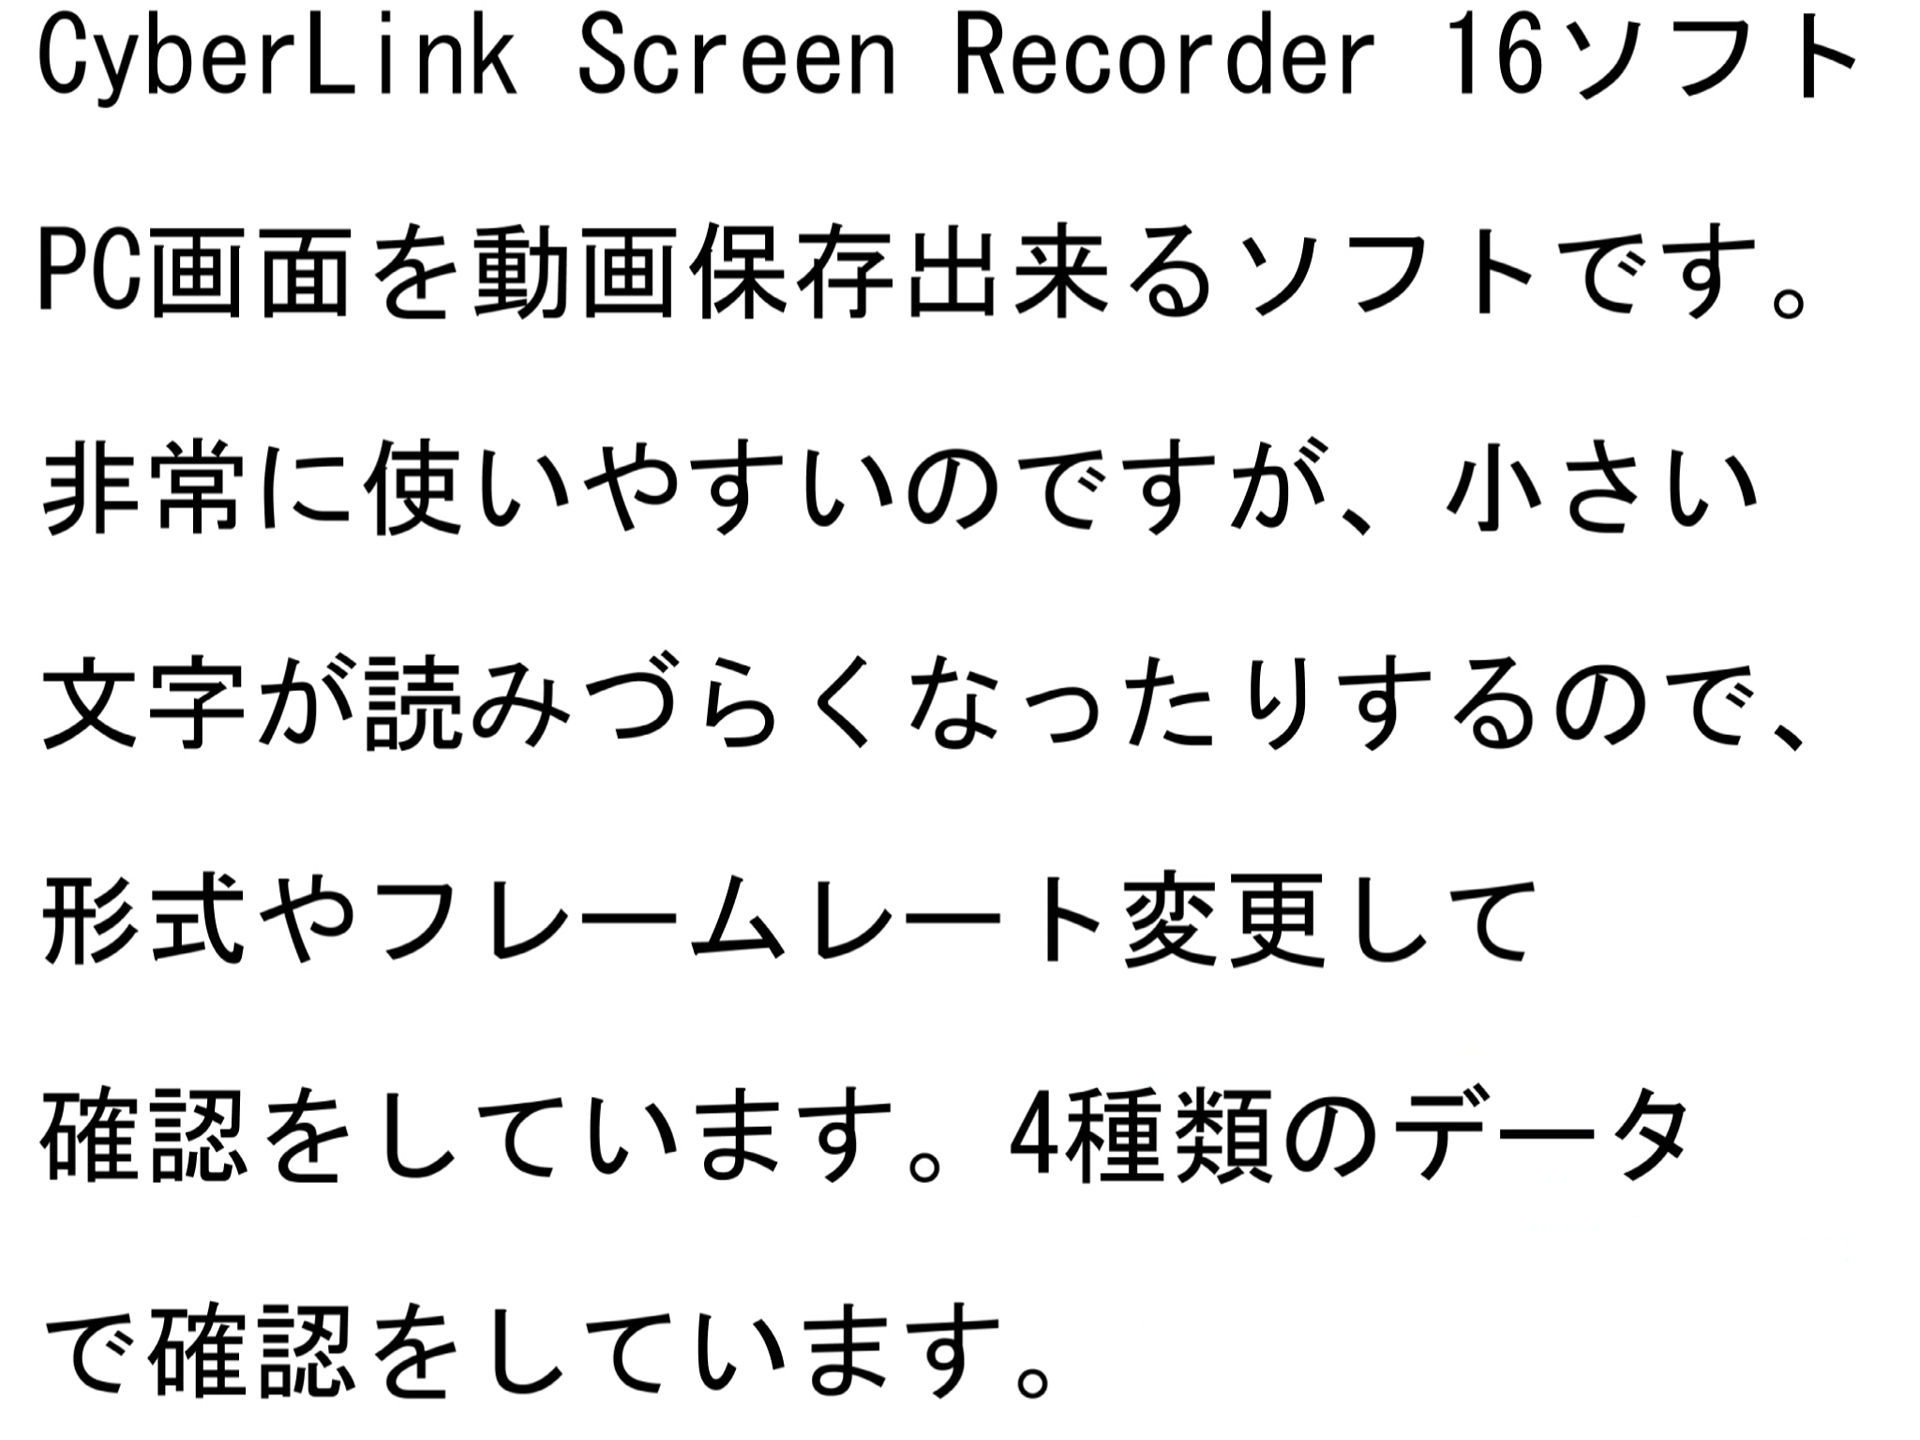 CyberLink Screen Recorder 16ソフト
PC画面を動画保存出来るソフトです。
非常に使いやすいのですが、小さい
文字が読みづらくなったりするので、
形式やフレームレート変更して
確認をしています。4種類のデータ
で確認をしています。